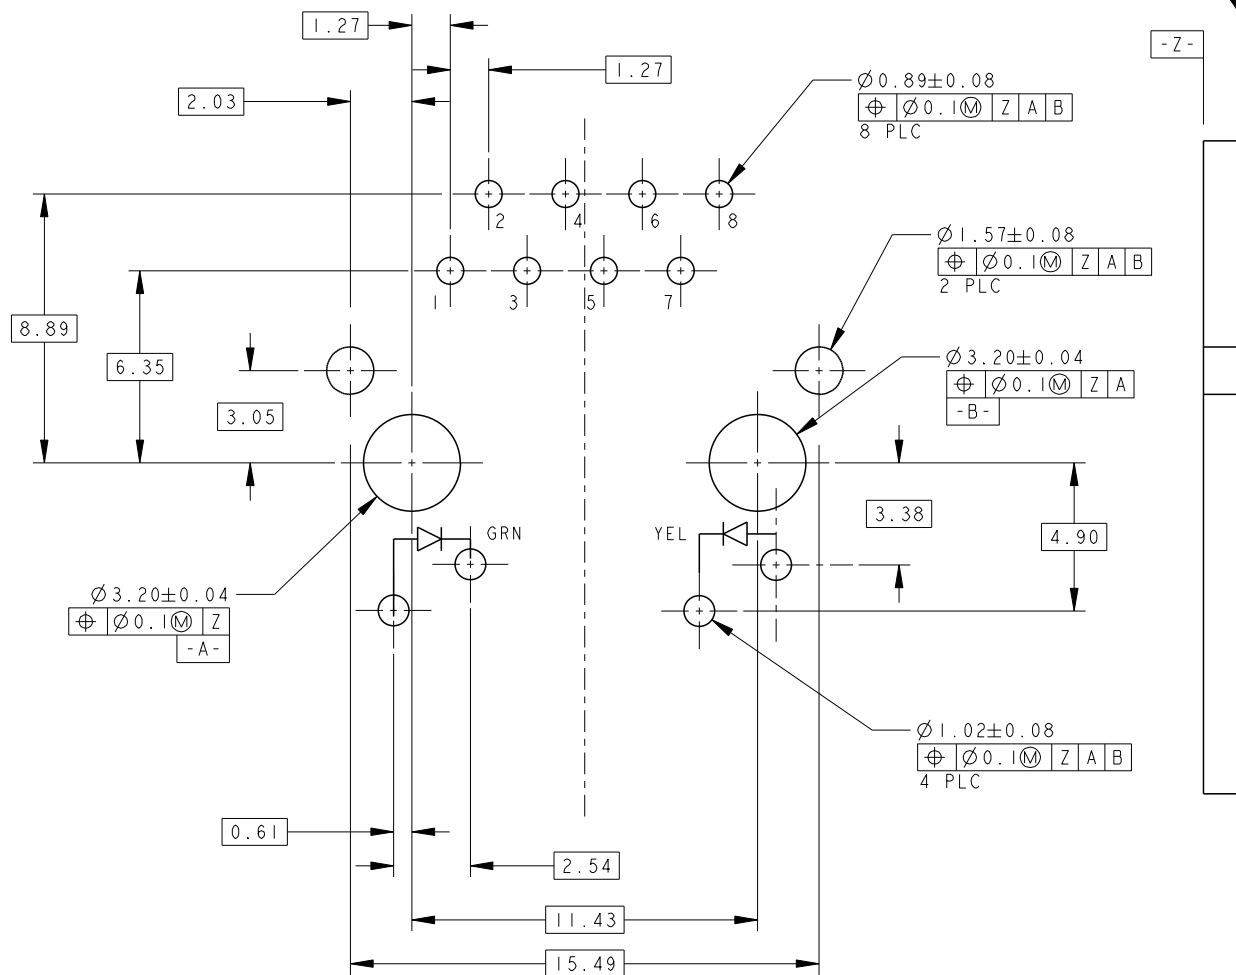 1.27
1.27
2.03
-Z-
Ø0.89±0.08
⌖ Ø0.1Ⓜ Z A B
8 PLC
2 4 6 8
Ø1.57±0.08
⌖ Ø0.1Ⓜ Z A B
2 PLC
1 3 5 7
8.89
6.35
3.05
Ø3.20±0.04
⌖ Ø0.1Ⓜ Z A
-B-
3.38
4.90
GRN
YEL
Ø3.20±0.04
⌖ Ø0.1Ⓜ Z
-A-
Ø1.02±0.08
⌖ Ø0.1Ⓜ Z A B
4 PLC
0.61
2.54
11.43
15.49